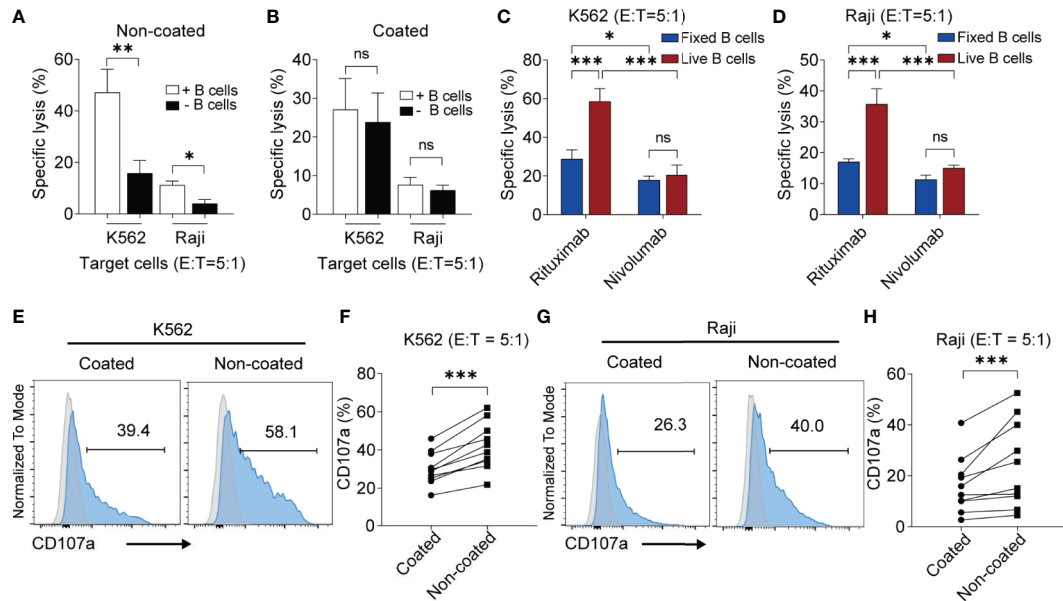 A
Non-coated
**
*
+ B cells
- B cells
Specific lysis (%)
60
40
20
0
K562
Raji
Target cells (E:T=5:1)
B
Coated
ns
ns
+ B cells
- B cells
Specific lysis (%)
40
30
20
10
0
K562
Raji
Target cells (E:T=5:1)
C
K562 (E:T=5:1)
Fixed B cells
Live B cells
*
***
***
ns
Specific lysis (%)
80
60
40
20
0
Rituximab
Nivolumab
D
Raji (E:T=5:1)
Fixed B cells
Live B cells
*
***
***
ns
Specific lysis (%)
50
40
30
20
10
0
Rituximab
Nivolumab
E
K562
Coated
Non-coated
Normalized To Mode
39.4
58.1
CD107a
F
K562 (E:T = 5:1)
***
CD107a (%)
80
60
40
20
0
Coated
Non-coated
G
Raji
Coated
Non-coated
Normalized To Mode
26.3
40.0
CD107a
H
Raji (E:T = 5:1)
***
CD107a (%)
60
40
20
0
Coated
Non-coated